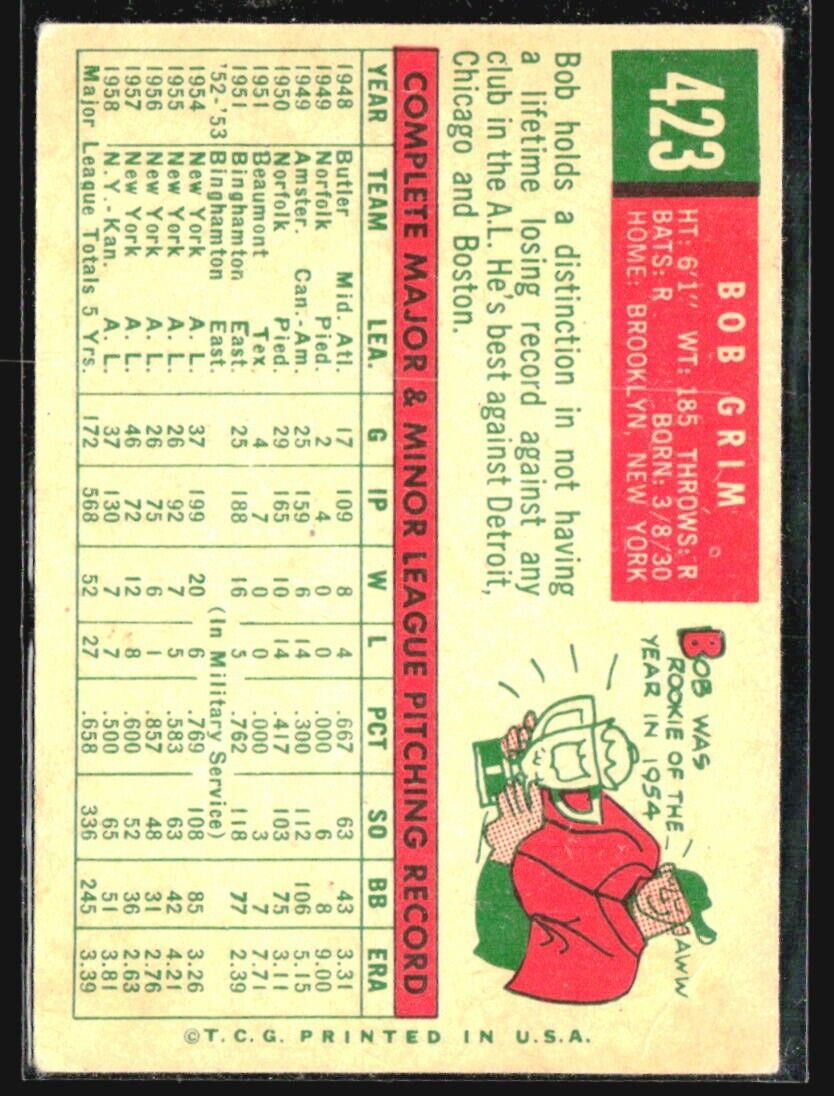 423
BOB GRIM
HT: 6'1" WT: 185 THROWS: R
BATS: R BORN: 3/8/30
HOME: BROOKLYN, NEW YORK
Bob holds a distinction in not having
a lifetime losing record against any
club in the A.L. He's best against Detroit,
Chicago and Boston.
BOB WAS
ROOKIE OF THE
YEAR IN 1954
AWW
COMPLETE MAJOR & MINOR LEAGUE PITCHING RECORD
YEAR TEAM LEA. G IP W L PCT SO BB ERA
1948 Butler Mid. Atl. 17 109 8 4 .667 63 43 3.31
1949 Norfolk Pied. 2 4 0 0 .000 6 8 9.00
1949 Amster. Can.-Am. 25 159 6 14 .300 112 106 5.15
1950 Norfolk Pied. 29 165 10 14 .417 103 75 3.11
1951 Beaumont Tex. 4 7 0 0 .000 3 7 7.71
1951 Binghamton East. 25 188 16 5 .762 118 77 2.39
'52-'53 Binghamton East. (In Military Service)
1954 New York A. L. 37 199 20 6 .769 108 85 3.26
1955 New York A. L. 26 92 7 5 .583 63 42 4.21
1956 New York A. L. 26 75 6 1 .857 48 31 2.76
1957 New York A. L. 46 72 12 8 .600 52 36 2.63
1958 N.Y.-Kan. A. L. 37 130 7 7 .500 65 51 3.81
Major League Totals 5 Yrs. 172 568 52 27 .658 336 245 3.39
©T.C.G. PRINTED IN U.S.A.